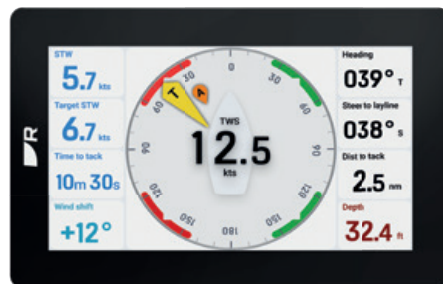 STW
5.7 kts
Target STW
6.7 kts
Time to tack
10m 30s
Wind shift
+12°
0
30
30
60
60
90
90
120
120
150
150
180
T
A
TWS
12.5
kts
Heading
039° T
Steer to layline
038° S
Dist to tack
2.5 nm
Depth
32.4 ft
R